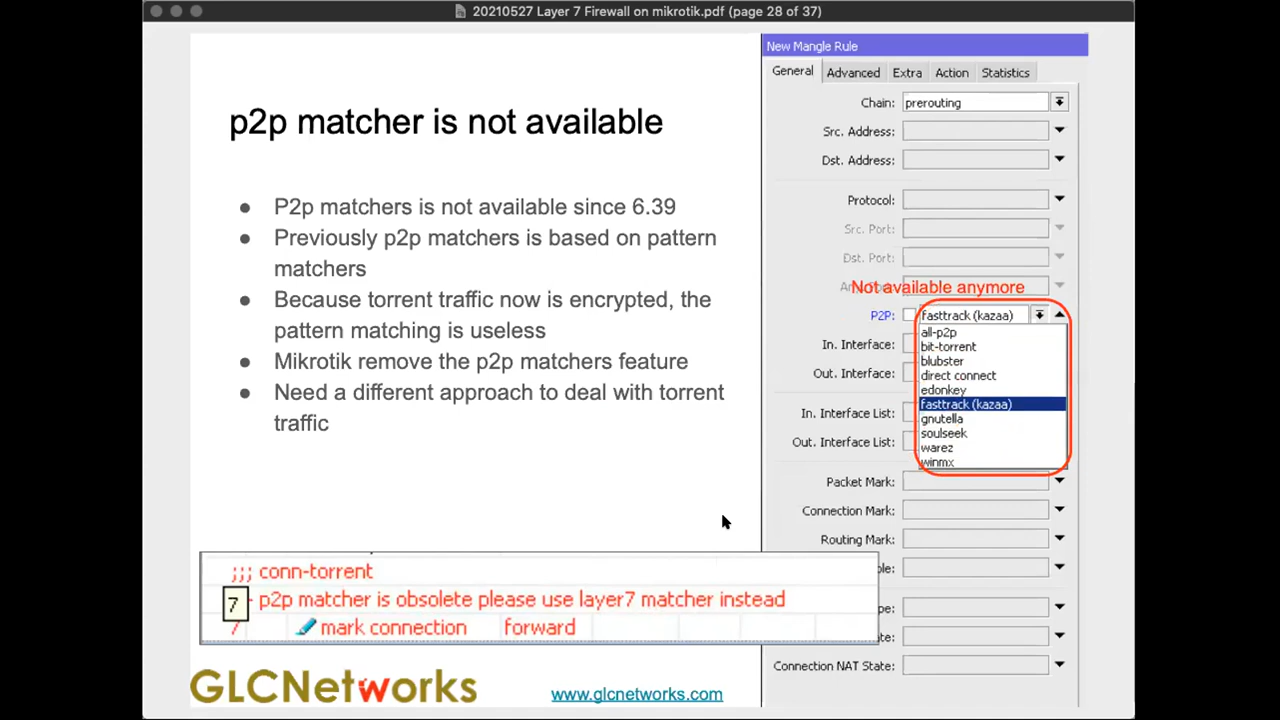 20210527 Layer 7 Firewall on mikrotik.pdf (page 28 of 37)
p2p matcher is not available
● P2p matchers is not available since 6.39
● Previously p2p matchers is based on pattern
matchers
● Because torrent traffic now is encrypted, the
pattern matching is useless
● Mikrotik remove the p2p matchers feature
● Need a different approach to deal with torrent
traffic
;;; conn-torrent
p2p matcher is obsolete please use layer7 matcher instead
7
7 mark connection forward
GLCNetworks
www.glcnetworks.com
New Mangle Rule
General Advanced Extra Action Statistics
Chain: prerouting
Src. Address:
Dst. Address:
Protocol:
Src. Port:
Dst. Port:
Not available anymore
P2P: fasttrack (kazaa)
all-p2p
bit-torrent
blubster
direct connect
edonkey
fasttrack (kazaa)
gnutella
soulseek
warez
winmx
In. Interface:
Out. Interface:
In. Interface List:
Out. Interface List:
Packet Mark:
Connection Mark:
Routing Mark:
Connection NAT State: